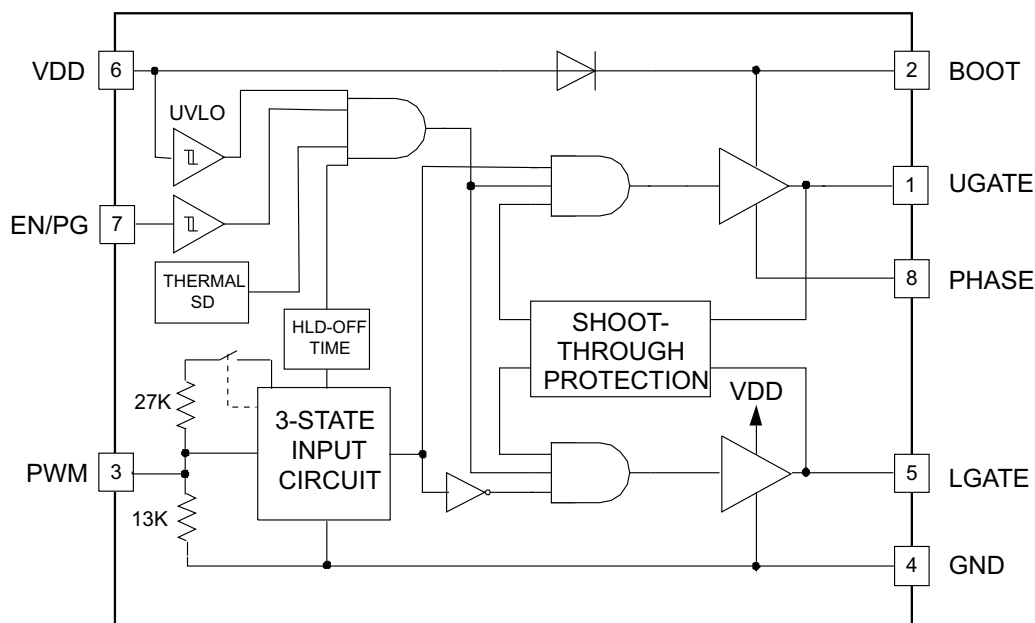 VDD
6
2
BOOT
UVLO
1
UGATE
EN/PG
7
THERMAL
SD
8
PHASE
HLD-OFF
TIME
SHOOT-
THROUGH
PROTECTION
27K
VDD
3-STATE
INPUT
CIRCUIT
PWM
3
5
LGATE
13K
4
GND